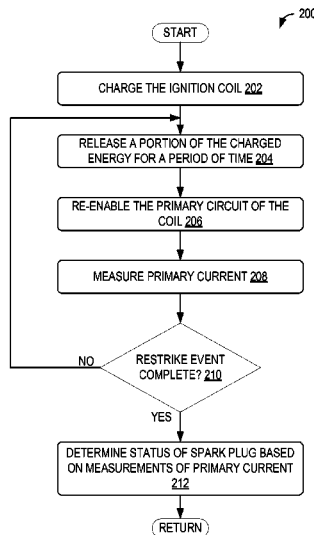 200
START
CHARGE THE IGNITION COIL 202
RELEASE A PORTION OF THE CHARGED
ENERGY FOR A PERIOD OF TIME 204
RE-ENABLE THE PRIMARY CIRCUIT OF THE
COIL 206
MEASURE PRIMARY CURRENT 208
NO
RESTRIKE EVENT
COMPLETE? 210
YES
DETERMINE STATUS OF SPARK PLUG BASED
ON MEASUREMENTS OF PRIMARY CURRENT
212
RETURN